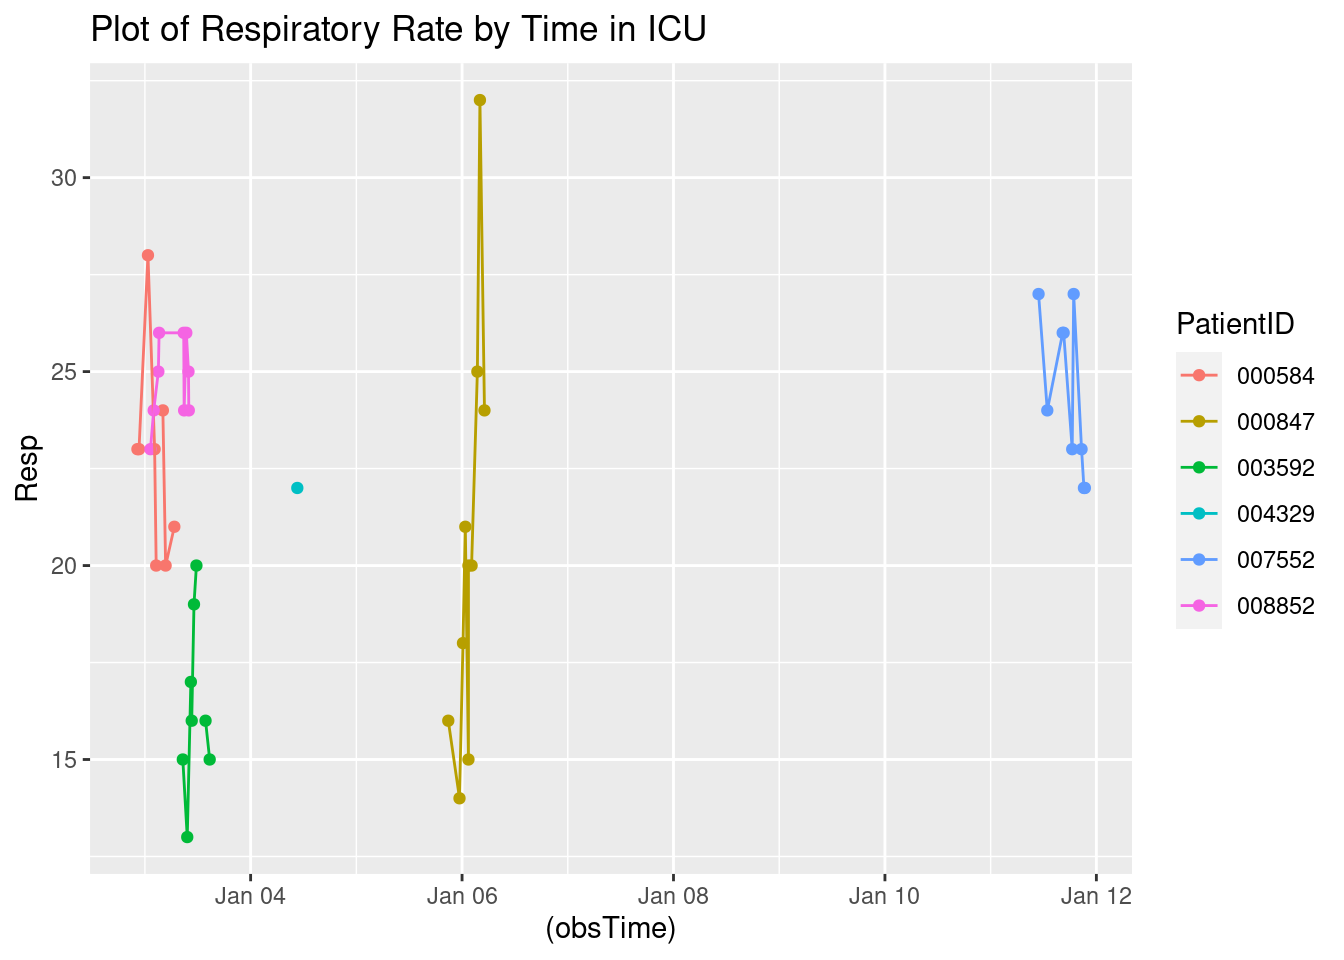 Plot of Respiratory Rate by Time in ICU
30
25
20
15
Resp
Jan 04 Jan 06 Jan 08 Jan 10 Jan 12
(obsTime)
PatientID
000584
000847
003592
004329
007552
008852